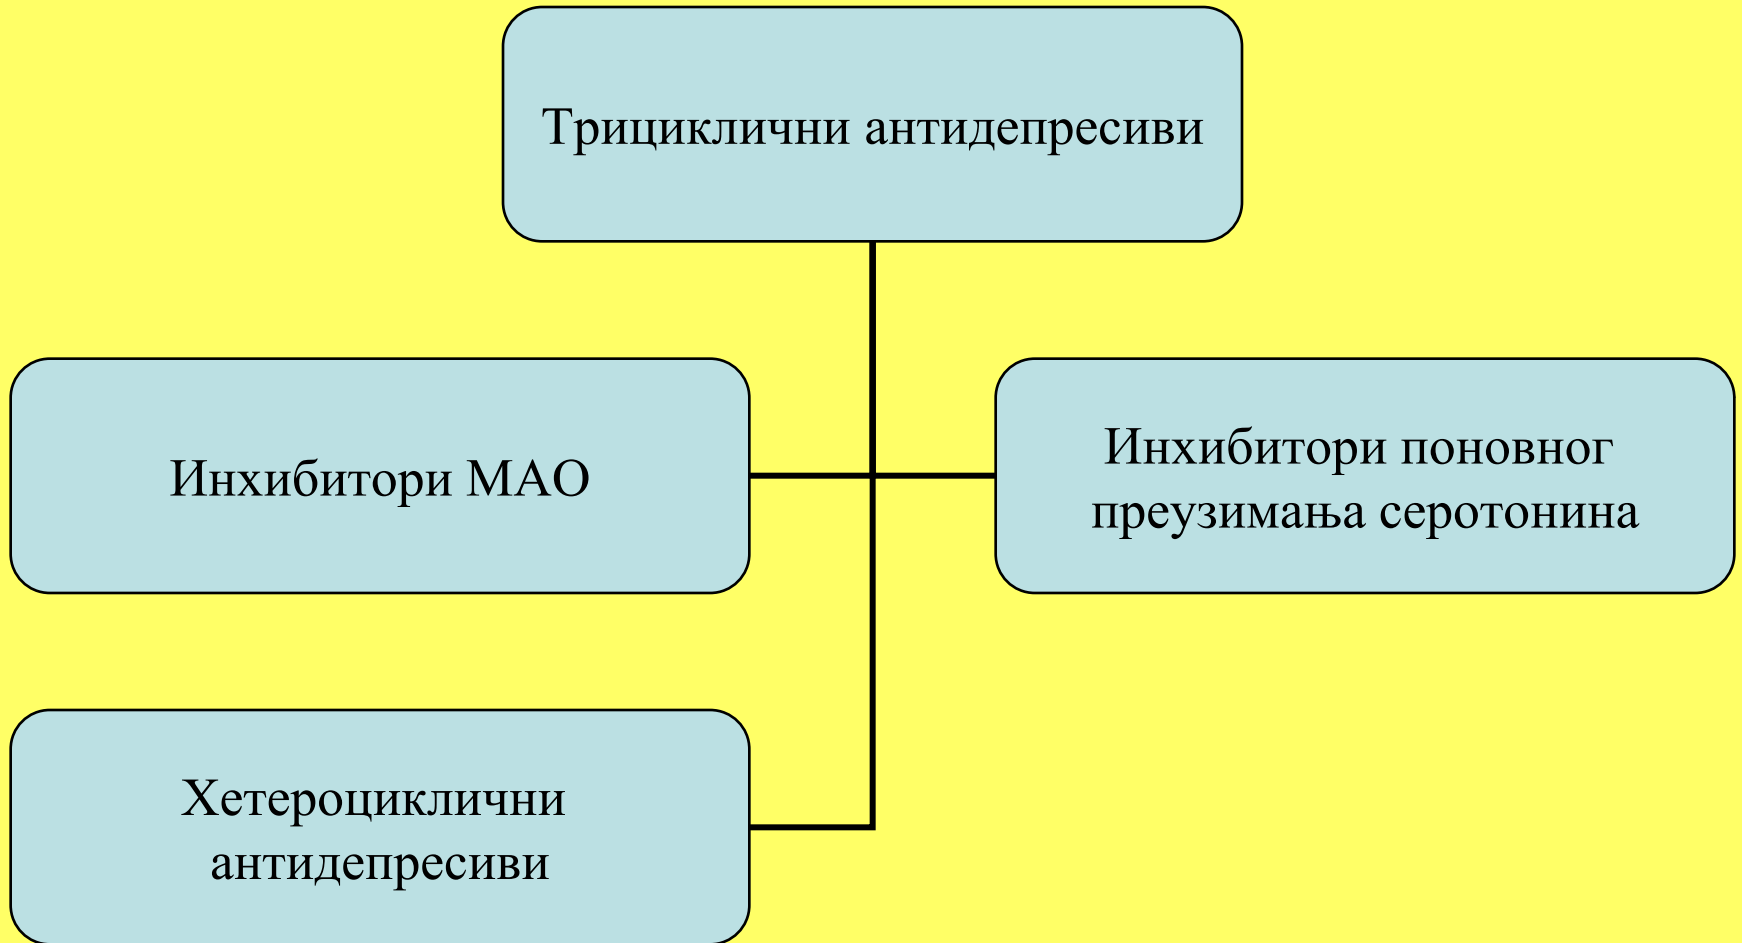 Трициклични антидепресиви
Инхибитори МАО
Инхибитори поновног
преузимања серотонина
Хетероциклични
антидепресиви